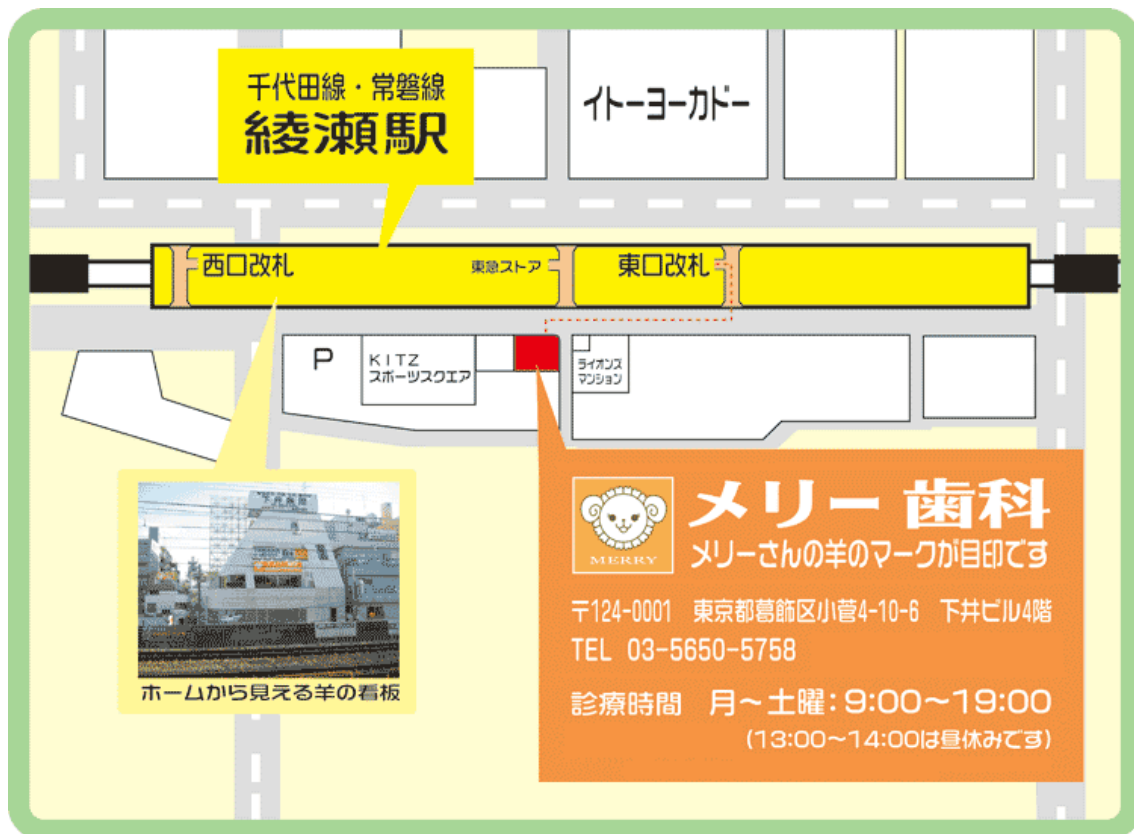 千代田線・常磐線
綾瀬駅
イトーヨーカドー
西口改札
東急ストア
東口改札
P
KITZ
スポーツスクエア
ライオンズ
マンション
メリー歯科
メリーさんの羊のマークが目印です
MERRY
〒124-0001 東京都葛飾区小菅4-10-6 下井ビル4階
TEL 03-5650-5758
診療時間 月～土曜：9:00～19:00
(13:00～14:00は昼休みです)
ホームから見える羊の看板